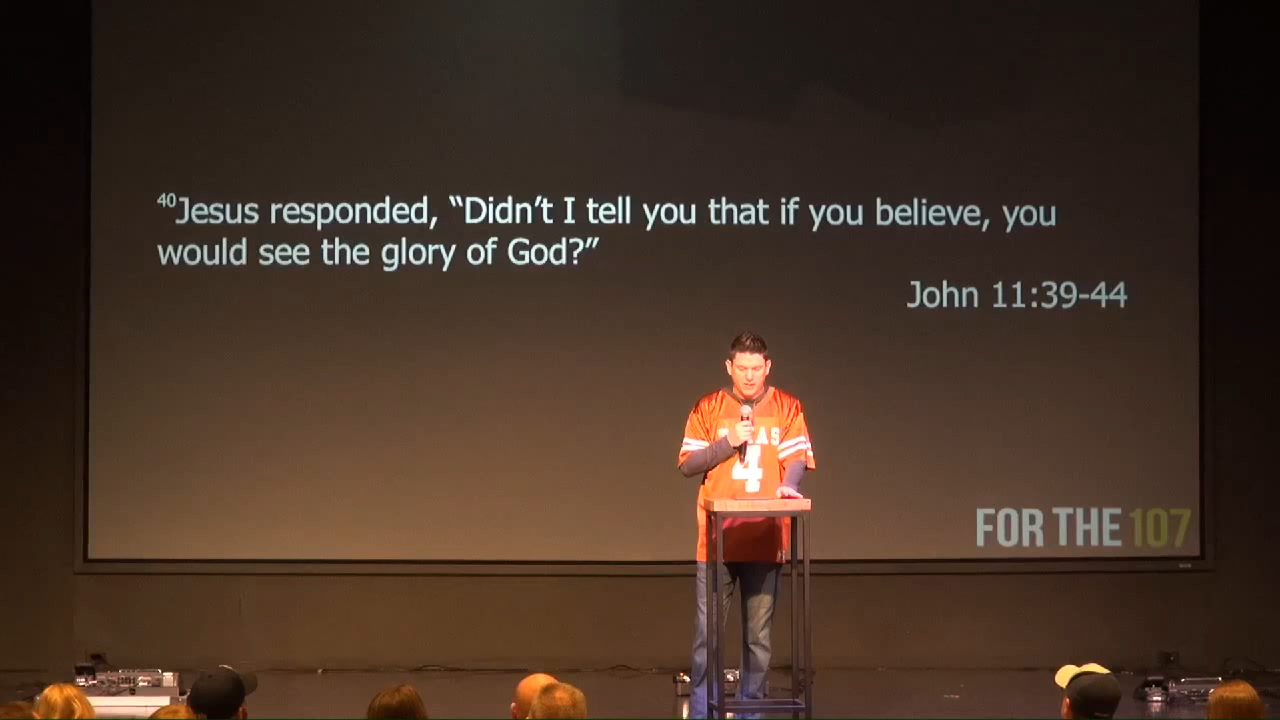 ⁴⁰Jesus responded, “Didn’t I tell you that if you believe, you
would see the glory of God?”
John 11:39-44
4
FOR THE 107